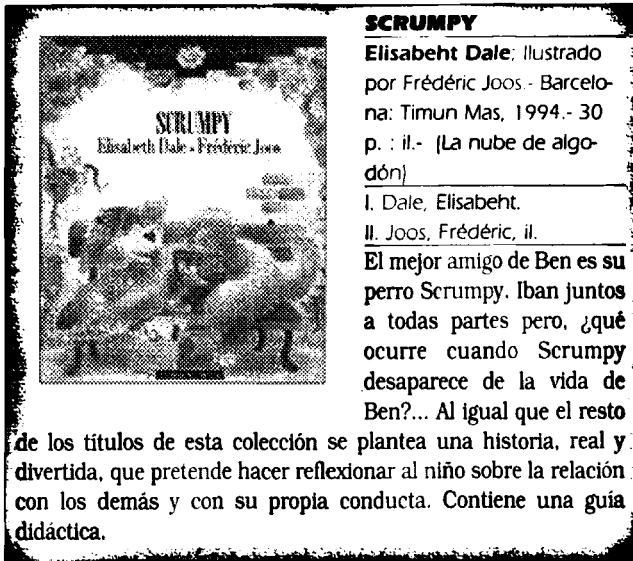 SCRUMPY
Elisabeth Dale - Frédéric Joos
SCRUMPY
Elisabeht Dale; Ilustrado
por Frédéric Joos.- Barcelo-
na: Timun Mas, 1994.- 30
p. : il.- (La nube de algo-
dón)
I. Dale, Elisabeht.
II. Joos, Frédéric, il.
El mejor amigo de Ben es su
perro Scrumpy. Iban juntos
a todas partes pero, ¿qué
ocurre cuando Scrumpy
desaparece de la vida de
Ben?... Al igual que el resto
de los títulos de esta colección se plantea una historia, real y
divertida, que pretende hacer reflexionar al niño sobre la relación
con los demás y con su propia conducta. Contiene una guía
didáctica.